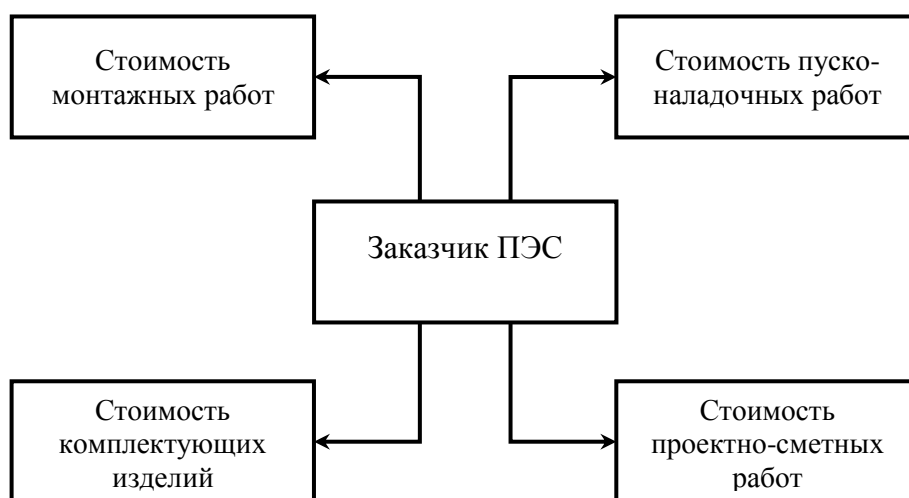 Стоимость
монтажных работ
Стоимость пуско-
наладочных работ
Заказчик ПЭС
Стоимость
комплектующих
изделий
Стоимость
проектно-сметных
работ